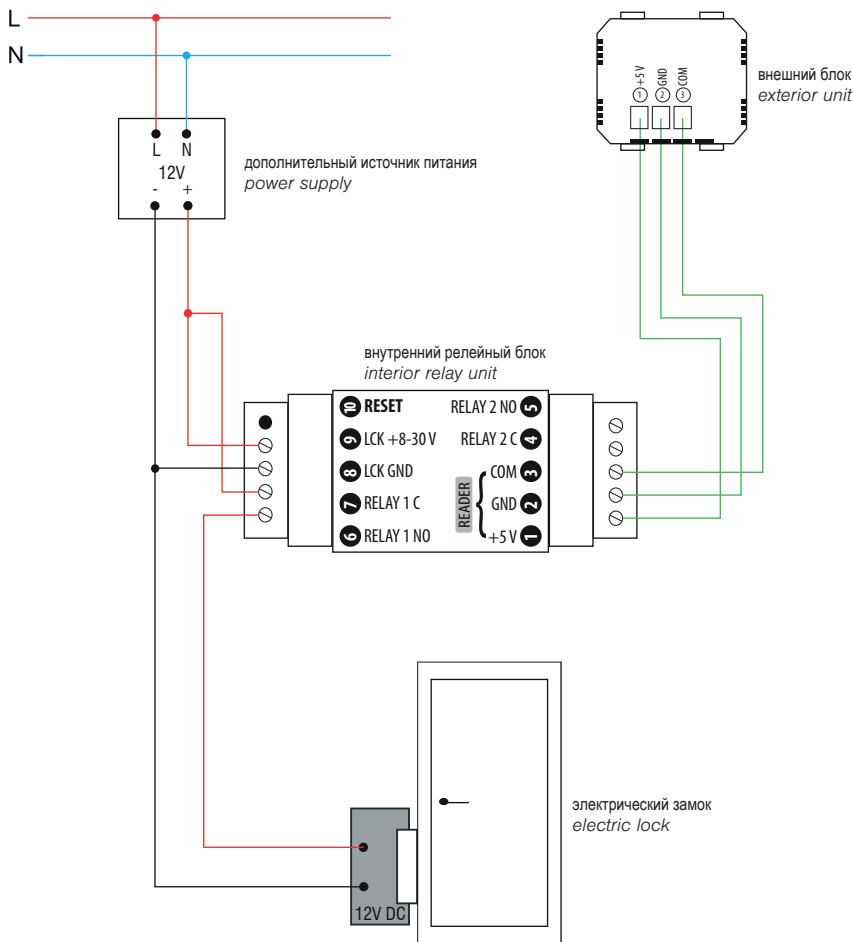 L
N
L N
12V
- +
дополнительный источник питания
power supply
+5 V
GND
COM
1
2
3
внешний блок
exterior unit
внутренний релейный блок
interior relay unit
10 RESET
9 LCK +8-30 V
8 LCK GND
7 RELAY 1 C
6 RELAY 1 NO
RELAY 2 NO 5
RELAY 2 C 4
COM 3
GND 2
+5 V 1
READER
электрический замок
electric lock
12V DC